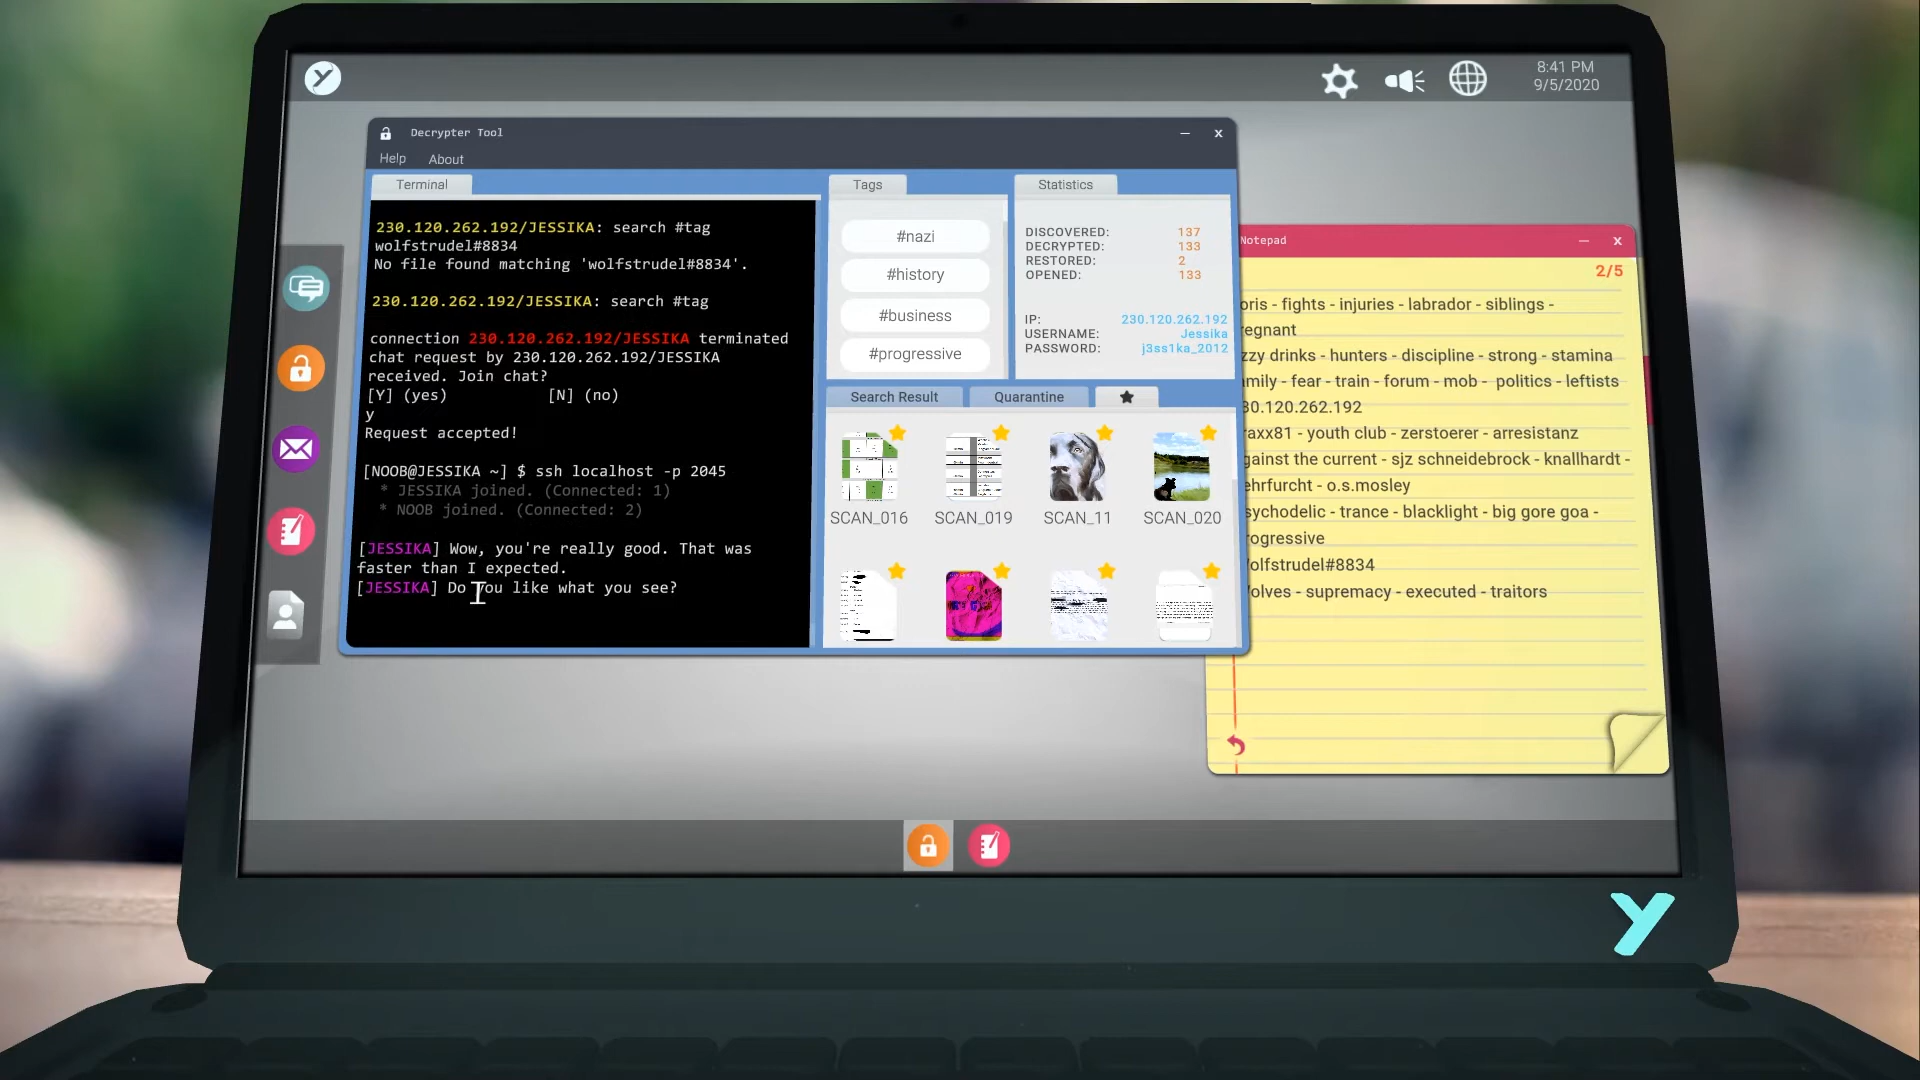 8:41 PM
9/5/2020
Decrypter Tool
Help About
Terminal
230.120.262.192/JESSIKA: search #tag
wolfstrudel#8834
No file found matching 'wolfstrudel#8834'.
230.120.262.192/JESSIKA: search #tag
connection 230.120.262.192/JESSIKA terminated
chat request by 230.120.262.192/JESSIKA
received. Join chat?
[Y] (yes) [N] (no)
y
Request accepted!
[NOOB@JESSIKA ~] $ ssh localhost -p 2045
* JESSIKA joined. (Connected: 1)
* NOOB joined. (Connected: 2)
[JESSIKA] Wow, you're really good. That was
faster than I expected.
[JESSIKA] Do you like what you see?
Tags
#nazi
#history
#business
#progressive
Statistics
DISCOVERED: 137
DECRYPTED: 133
RESTORED: 2
OPENED: 133
IP: 230.120.262.192
USERNAME: Jessika
PASSWORD: j3ss1ka_2012
Search Result Quarantine
SCAN_016 SCAN_019 SCAN_11 SCAN_020
Notepad
2/5
oris - fights - injuries - labrador - siblings -
regnant
zzy drinks - hunters - discipline - strong - stamina
mily - fear - train - forum - mob - politics - leftists
30.120.262.192
raxx81 - youth club - zerstoerer - arresistanz
gainst the current - sjz schneidebrock - knallhardt -
ehrfurcht - o.s.mosley
sychodelic - trance - blacklight - big gore goa -
rogressive
olfstrudel#8834
olves - supremacy - executed - traitors